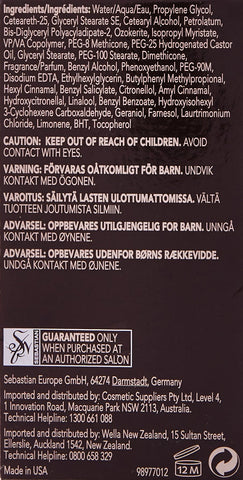 Ingredients/Ingrédients: Water/Aqua/Eau, Propylene Glycol,
Ceteareth-25, Glyceryl Stearate SE, Cetearyl Alcohol, Petrolatum,
Bis-Diglyceryl Polyacyladipate-2, Ozokerite, Isopropyl Myristate,
VP/VA Copolymer, PEG-8 Methicone, PEG-25 Hydrogenated Castor
Oil, Glyceryl Stearate, PEG-100 Stearate, Dimethicone,
Fragrance/Parfum, Benzyl Alcohol, Phenoxyethanol, PEG-90M,
Disodium EDTA, Ethylhexylglycerin, Butylphenyl Methylpropional,
Hexyl Cinnamal, Benzyl Salicylate, Citronellol, Amyl Cinnamal,
Hydroxycitronellal, Linalool, Benzyl Benzoate, Hydroxyisohexyl
3-Cyclohexene Carboxaldehyde, Geraniol, Farnesol, Laurtrimonium
Chloride, Limonene, BHT, Tocopherol
CAUTION: KEEP OUT OF REACH OF CHILDREN. AVOID
CONTACT WITH EYES.
VARNING: FÖRVARAS OÅTKOMLIGT FÖR BARN. UNDVIK
KONTAKT MED ÖGONEN.
VAROITUS: SÄILYTÄ LASTEN ULOTTUMATTOMISSA. VÄLTÄ
TUOTTEEN JOUTUMISTA SILMIIN.
ADVARSEL: OPPBEVARES UTILGJENGELIG FOR BARN. UNNGÅ
KONTAKT MED ØYNENE.
ADVARSEL: OPBEVARES UDENFOR BØRNS RÆKKEVIDDE.
UNDGÅ KONTAKT MED ØJNENE.
SEBASTIAN
GUARANTEED ONLY
WHEN PURCHASED AT
AN AUTHORIZED SALON
Sebastian Europe GmbH, 64274 Darmstadt, Germany
Imported and distributed by: Cosmetic Suppliers Pty Ltd, Level 4,
1 Innovation Road, Macquarie Park NSW 2113, Australia.
Technical Helpline: 1300 661 088
Imported and distributed by: Wella New Zealand, 15 Sultan Street,
Ellerslie, Auckland 1542, New Zealand.
Technical Helpline: 0800 658 329
Made in USA
98977012
12 M